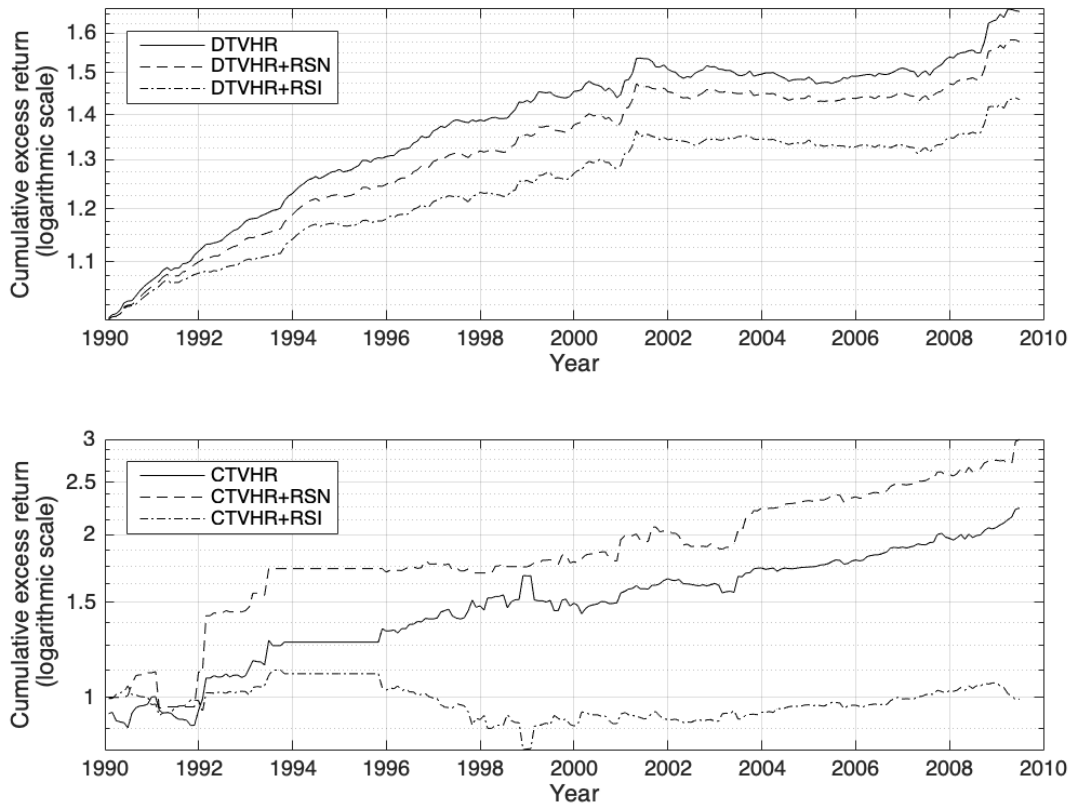 Cumulative excess return
(logarithmic scale)
1.6
1.5
1.4
1.3
1.2
1.1
DTVHR
DTVHR+RSN
DTVHR+RSI
1990 1992 1994 1996 1998 2000 2002 2004 2006 2008 2010
Year
Cumulative excess return
(logarithmic scale)
3
2.5
2
1.5
1
CTVHR
CTVHR+RSN
CTVHR+RSI
1990 1992 1994 1996 1998 2000 2002 2004 2006 2008 2010
Year